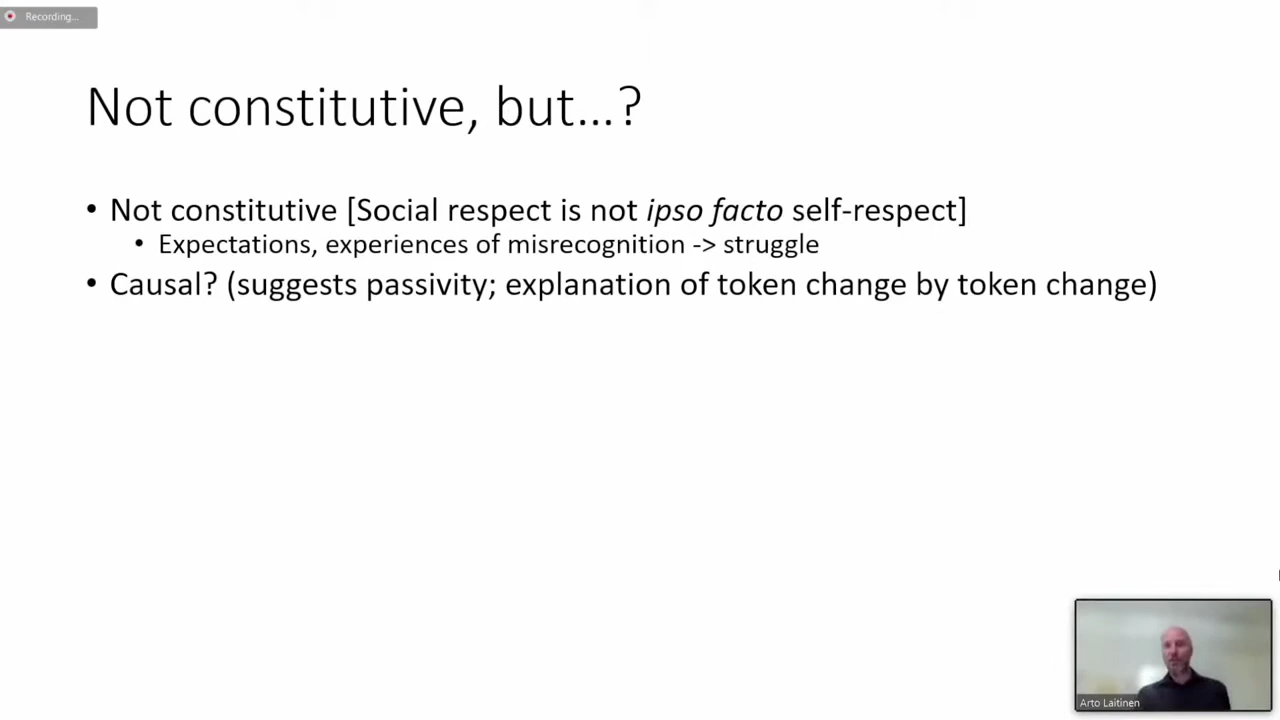 Recording...
Not constitutive, but...?
• Not constitutive [Social respect is not ipso facto self-respect]
• Expectations, experiences of misrecognition -> struggle
• Causal? (suggests passivity; explanation of token change by token change)
Arto Laitinen